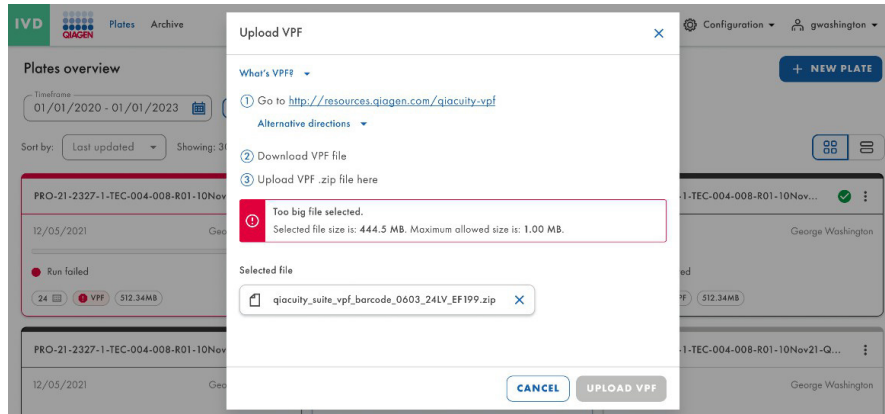 IVD
QIAGEN
Plates
Archive
Configuration
gwashington
Plates overview
+ NEW PLATE
Timeframe
01/01/2020 - 01/01/2023
Sort by:
Last updated
Showing: 30
Upload VPF
What's VPF?
1 Go to http://resources.qiagen.com/qiacuity-vpf
Alternative directions
2 Download VPF file
3 Upload VPF .zip file here
Too big file selected.
Selected file size is: 444.5 MB. Maximum allowed size is: 1.00 MB.
Selected file
qiacuity_suite_vpf_barcode_0603_24LV_EF199.zip
CANCEL
UPLOAD VPF
PRO-21-2327-1-TEC-004-008-R01-10Nov
12/05/2021
Geo
Run failed
24
VPF
512.34MB
-1-TEC-004-008-R01-10Nov...
George Washington
ed
PF
512.34MB
PRO-21-2327-1-TEC-004-008-R01-10Nov
12/05/2021
Geo
-1-TEC-004-008-R01-10Nov21-Q...
George Washington